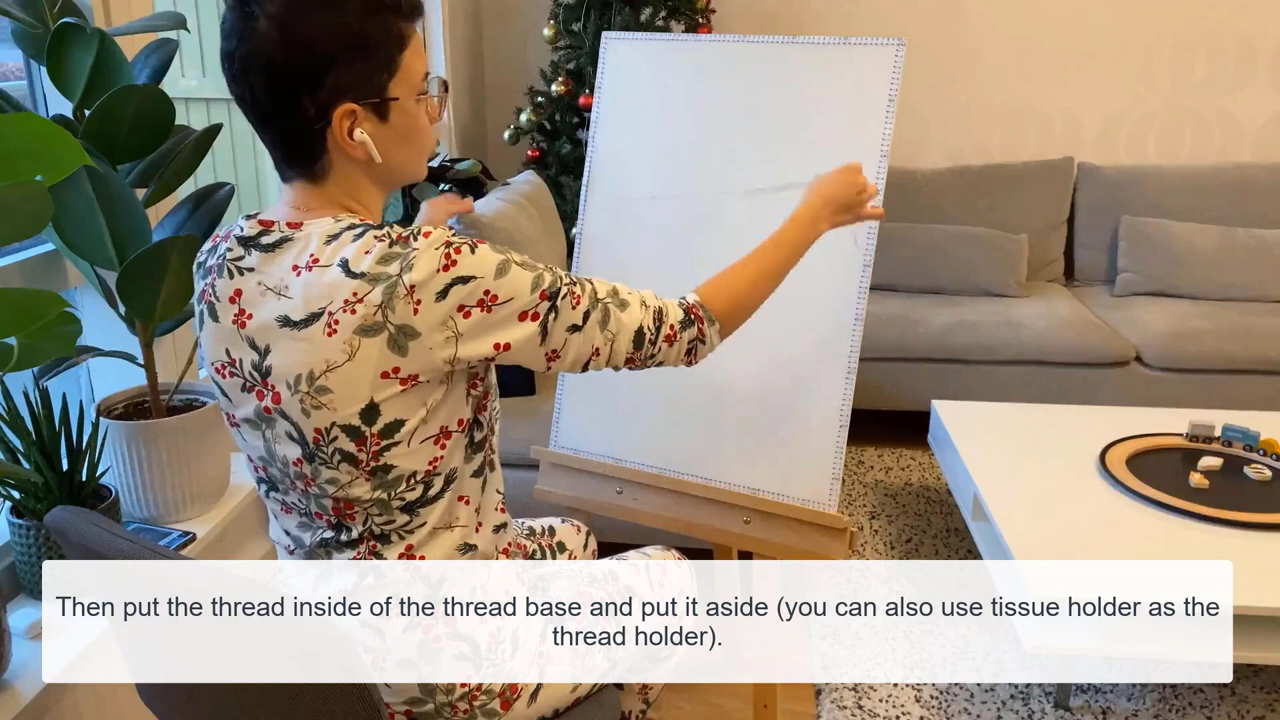 Then put the thread inside of the thread base and put it aside (you can also use tissue holder as the
thread holder).